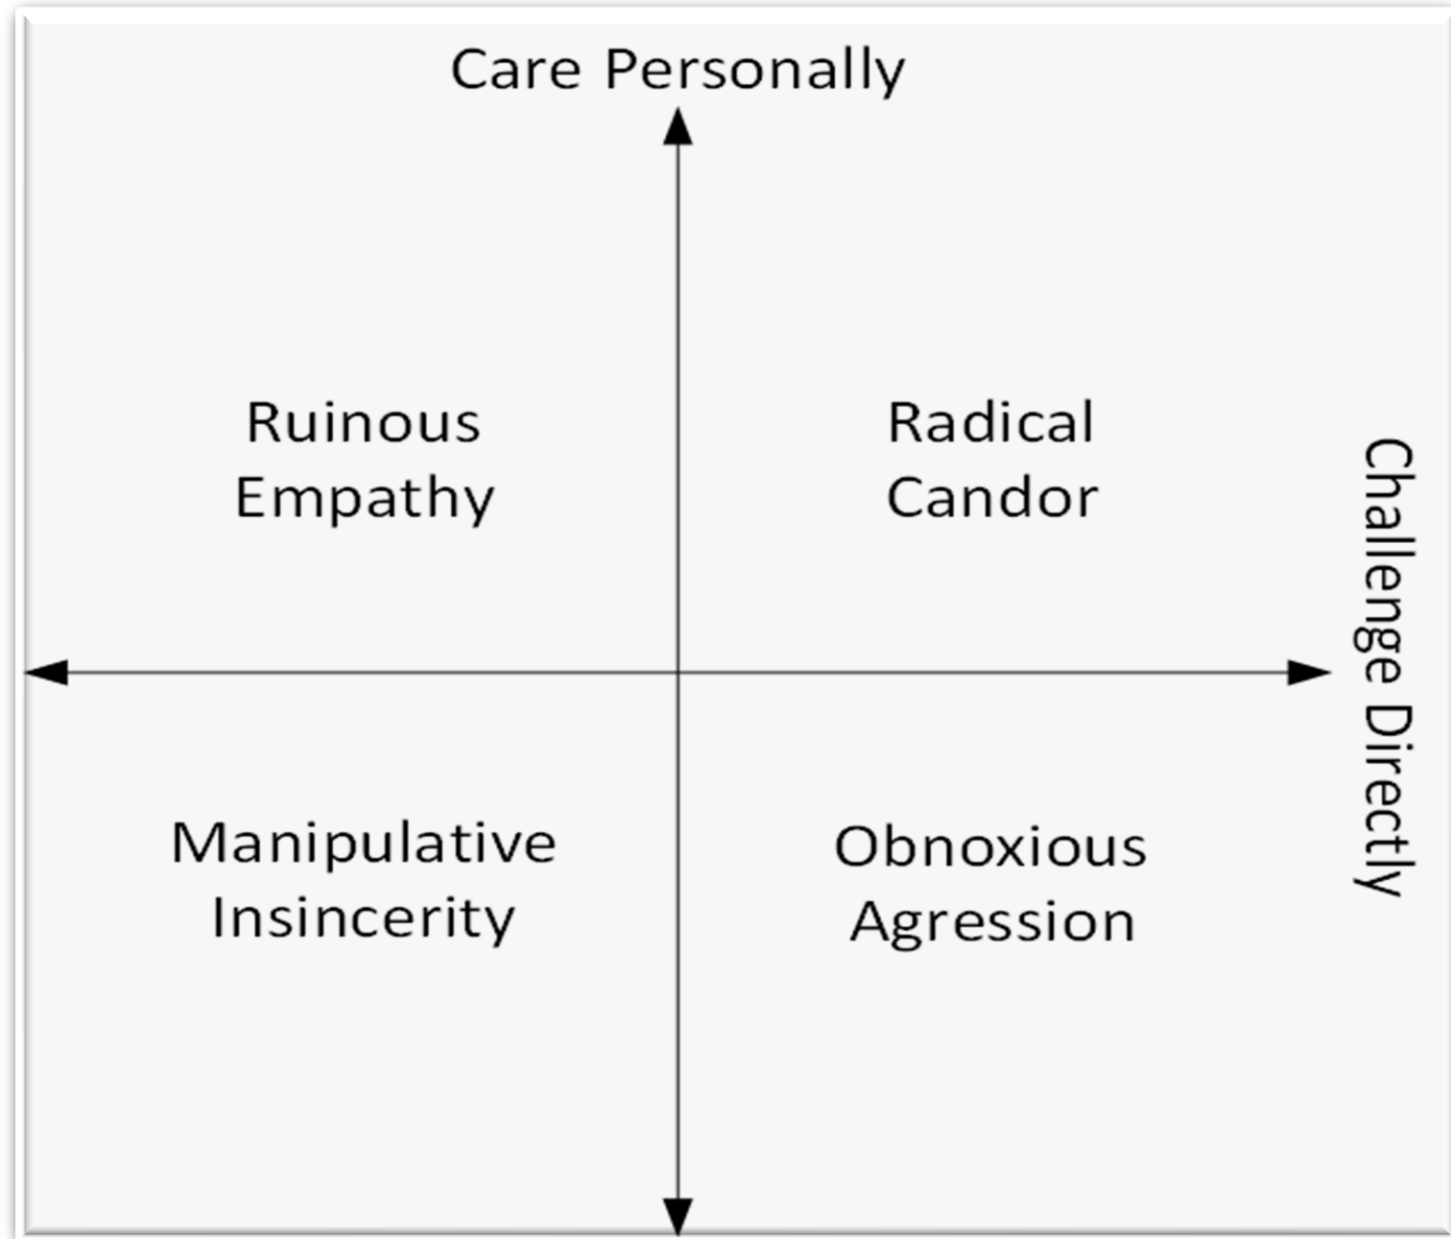 Care Personally
Ruinous
Empathy
Radical
Candor
Challenge Directly
Manipulative
Insincerity
Obnoxious
Agression